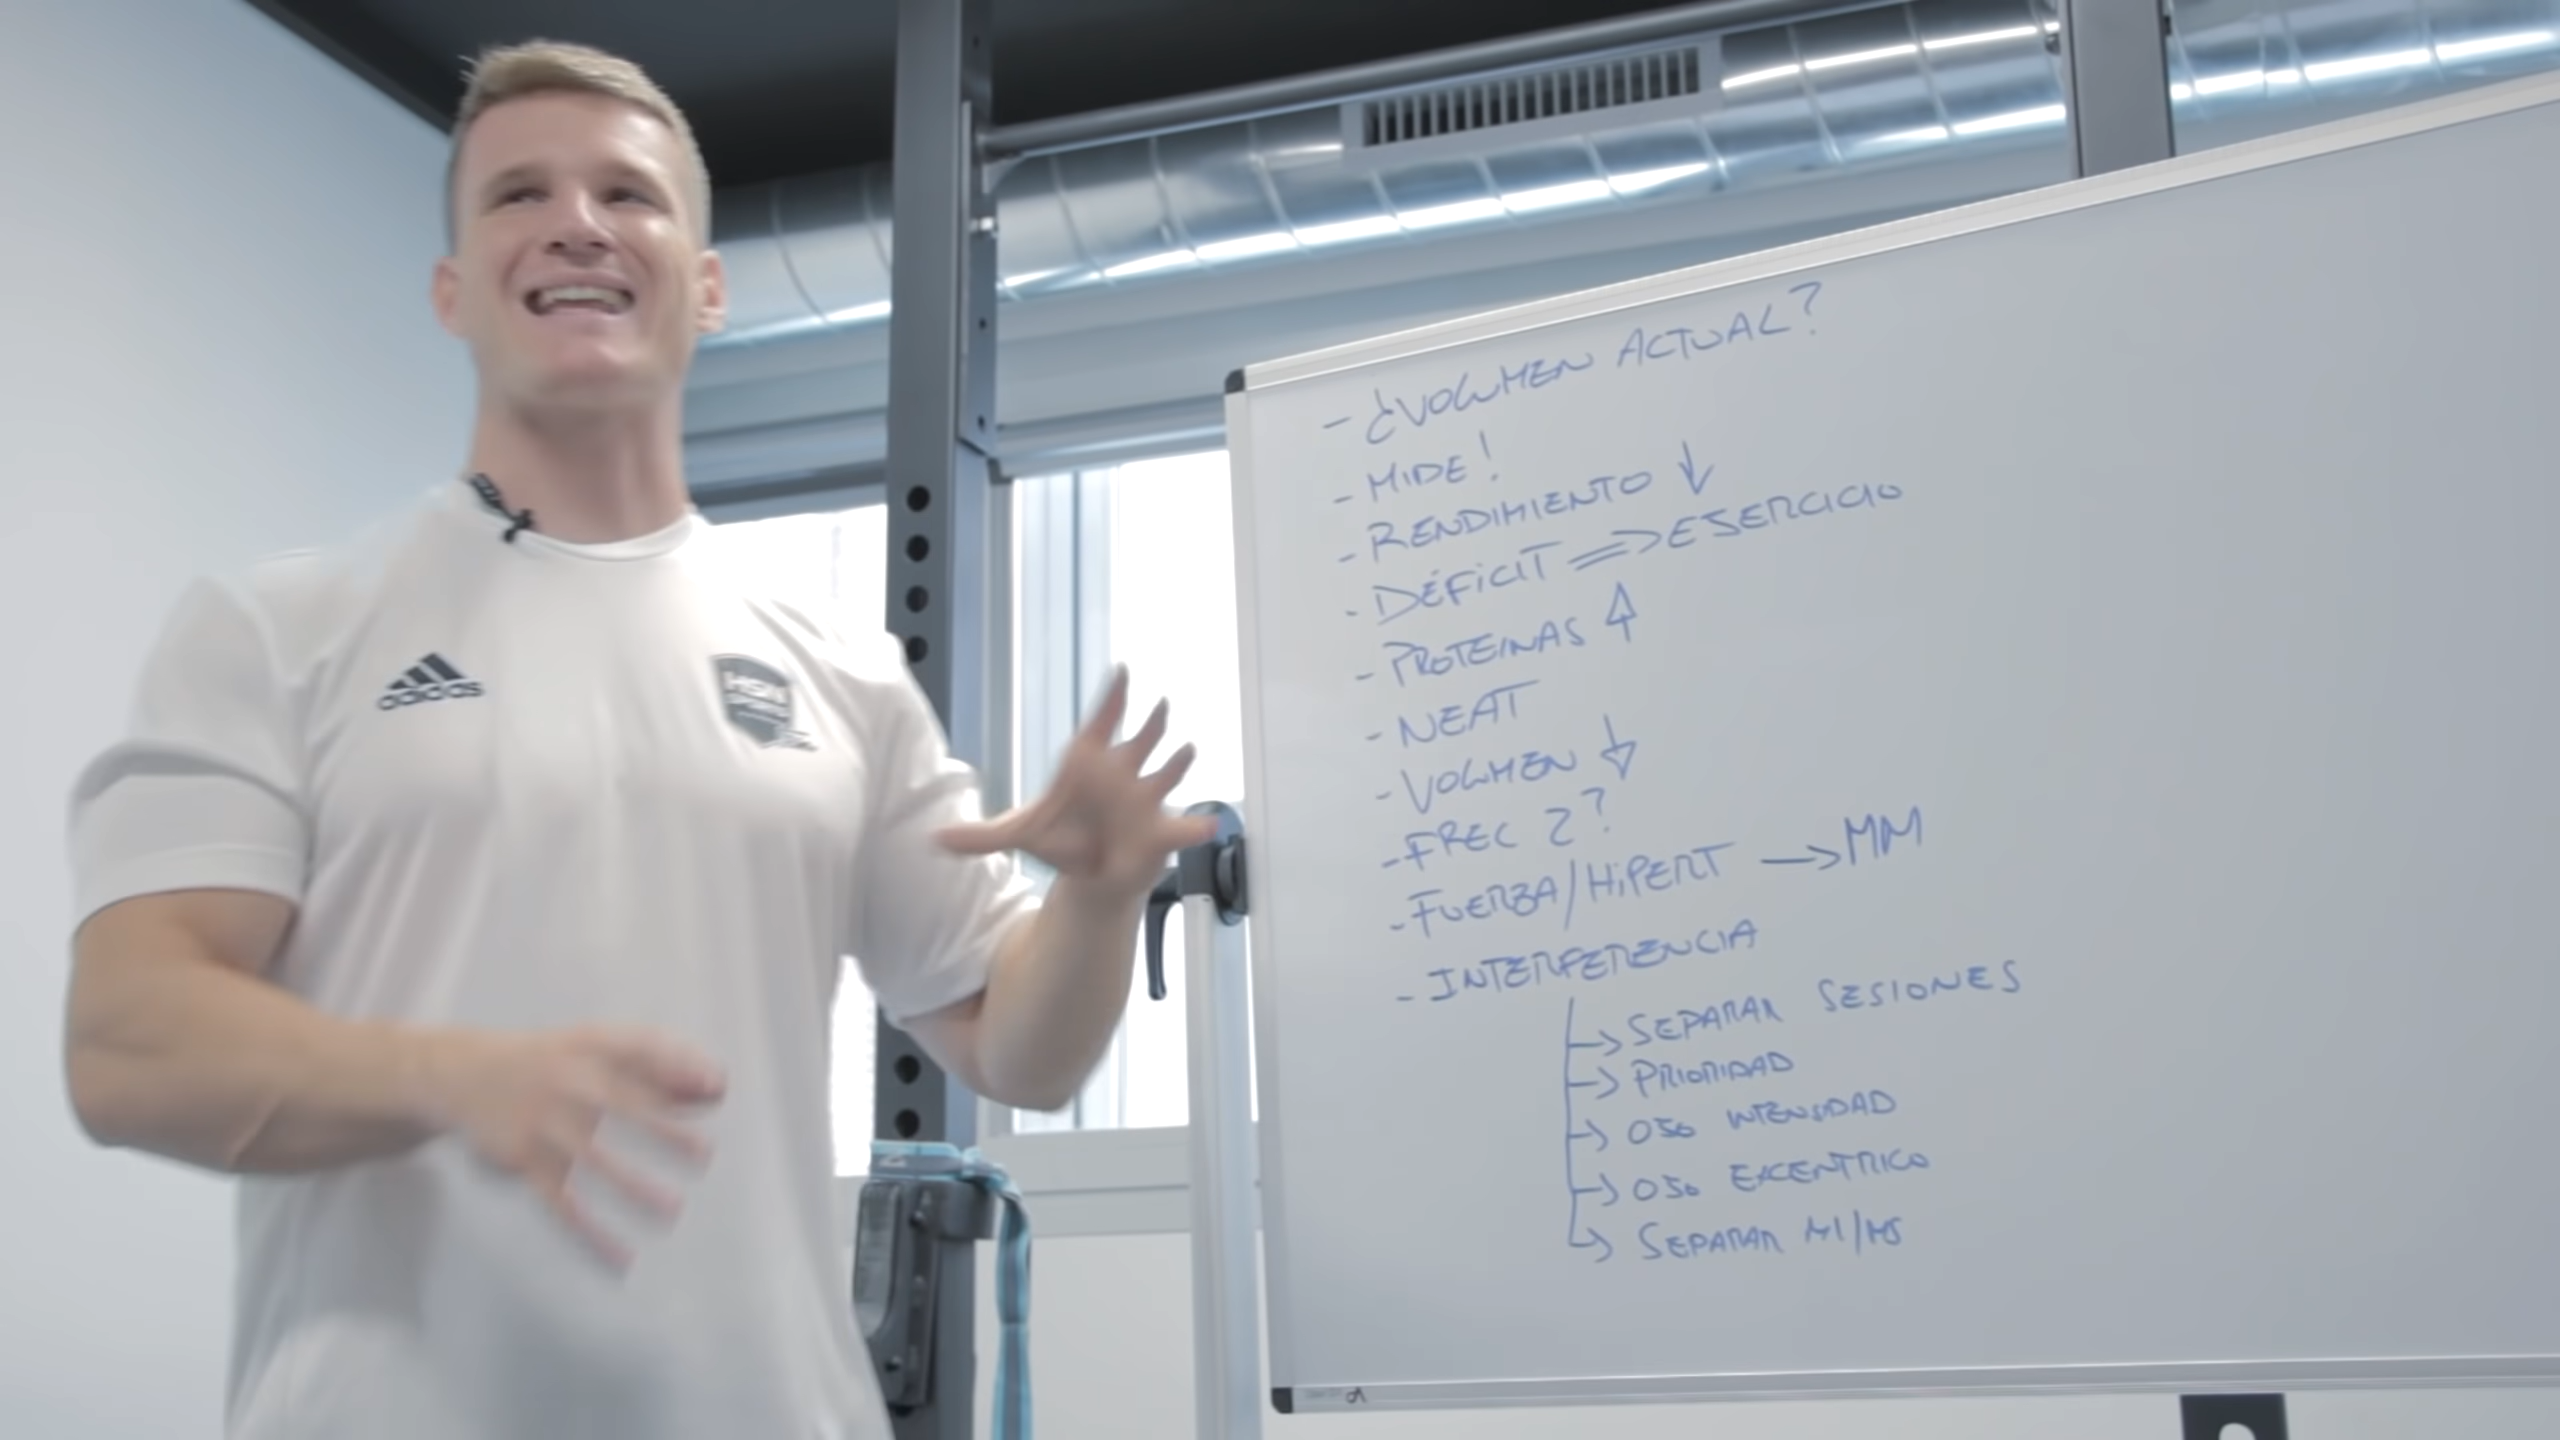 adidas
HSN
- ¿VOLUMEN ACTUAL?
- MIDE!
- RENDIMIENTO ↓
- DÉFICIT => EJERCICIO
- PROTEINAS ↑
- NEAT
- VOLUMEN ↓
- FREC 2?
- FUERZA/HIPERT → MM
- INTERFERENCIA
→ SEPARAR SESIONES
→ PRIORIDAD
→ OJO INTENSIDAD
→ OJO EXCENTRICO
→ SEPARAR MI/MS